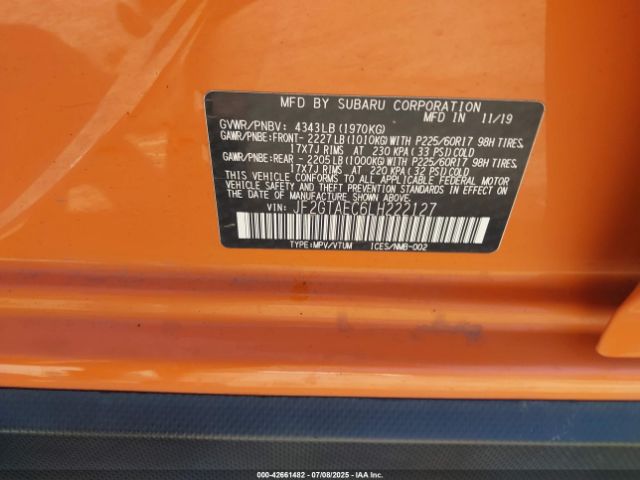 MFD BY SUBARU CORPORATION
MFD IN 11/19
GVWR/PNBV: 4343LB(1970KG)
GAWR/PNBE:FRONT- 2227LB(1010KG)WITH P225/60R17 98H TIRES,
17X7J RIMS AT 230 KPA(33 PSI)COLD
GAWR/PNBE:REAR - 2205LB(1000KG)WITH P225/60R17 98H TIRES,
17X7J RIMS AT 220 KPA(32 PSI)COLD
THIS VEHICLE CONFORMS TO ALL APPLICABLE FEDERAL MOTOR
VEHICLE SAFETY AND THEFT PREVENTION STANDARDS IN EFFECT ON
THE DATE OF MANUFACTURE SHOWN ABOVE.
VIN: JF2GTAEC6LH222127
TYPE:MPV/VTUM ICES/NMB-002
000-42661482 - 07/08/2025 - IAAI.COM